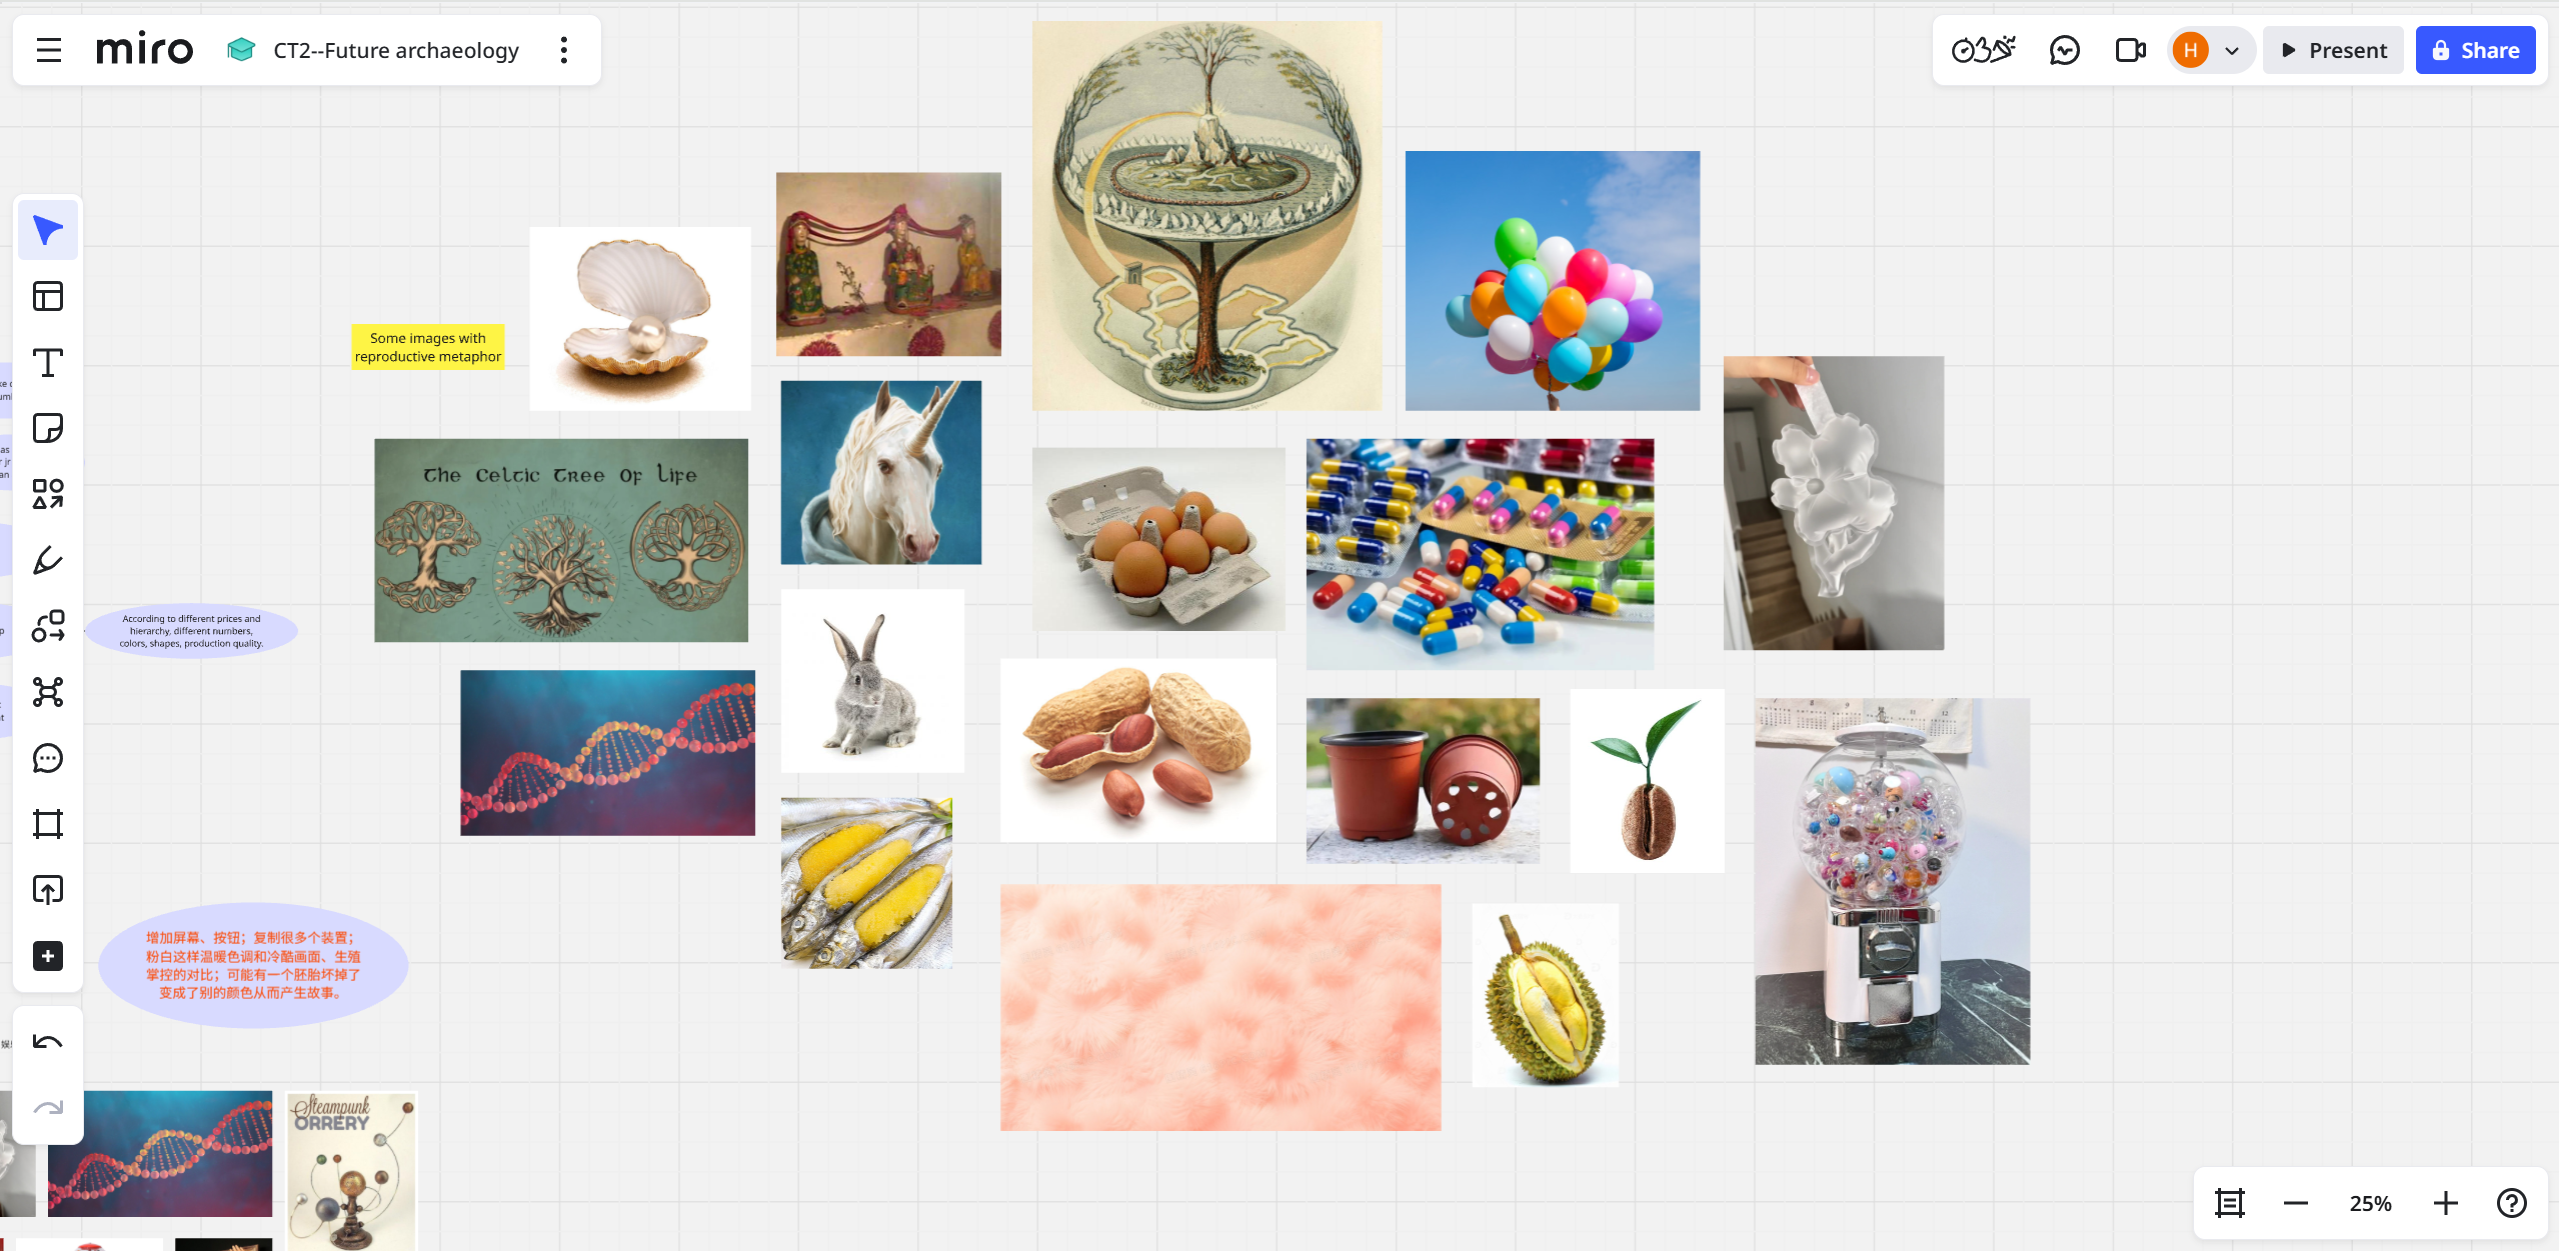 miro
CT2--Future archaeology
H
Present
Share
Some images with
reproductive metaphor
The Celtic Tree Of Life
According to different prices and
hierarchy, different numbers,
colors, shapes, production quality.
增加屏幕、按钮；复制很多个装置；
粉白这样温暖色调和冷酷画面、生殖
掌控的对比；可能有一个胚胎坏掉了
变成了别的颜色从而产生故事。
Steampunk
ORRERY
25%